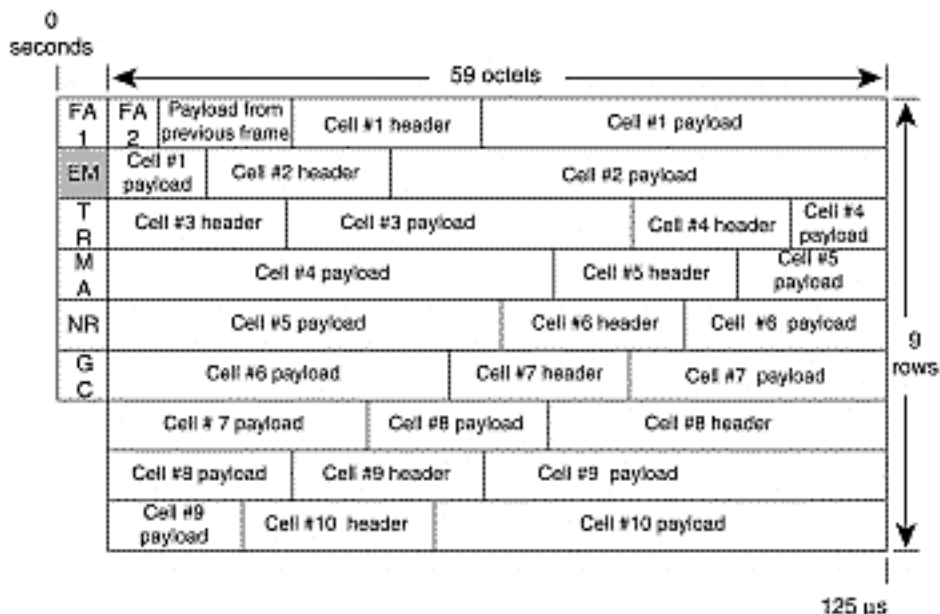 0
seconds
59 octets
FA
1
FA
2
Payload from
previous frame
Cell #1 header
Cell #1 payload
EM
Cell #1
payload
Cell #2 header
Cell #2 payload
T
R
Cell #3 header
Cell #3 payload
Cell #4 header
Cell #4
payload
M
A
Cell #4 payload
Cell #5 header
Cell #5
payload
NR
Cell #5 payload
Cell #6 header
Cell #6 payload
9
rows
G
C
Cell #6 payload
Cell #7 header
Cell #7 payload
Cell # 7 payload
Cell #8 payload
Cell #8 header
Cell #8 payload
Cell #9 header
Cell #9 payload
Cell #9
payload
Cell #10 header
Cell #10 payload
125 µs